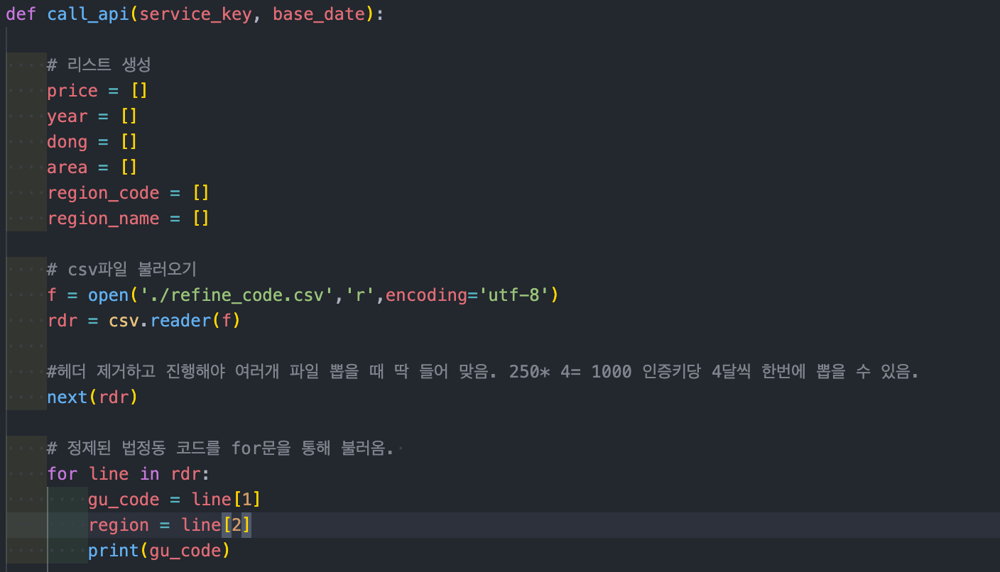 def call_api(service_key, base_date):
# 리스트 생성
price = []
year = []
dong = []
area = []
region_code = []
region_name = []
# csv파일 불러오기
f = open('./refine_code.csv','r',encoding='utf-8')
rdr = csv.reader(f)
#헤더 제거하고 진행해야 여러개 파일 뽑을 때 딱 들어 맞음. 250* 4= 1000 인증키당 4달씩 한번에 뽑을 수 있음.
next(rdr)
# 정제된 법정동 코드를 for문을 통해 불러옴.
for line in rdr:
gu_code = line[1]
region = line[2]
print(gu_code)